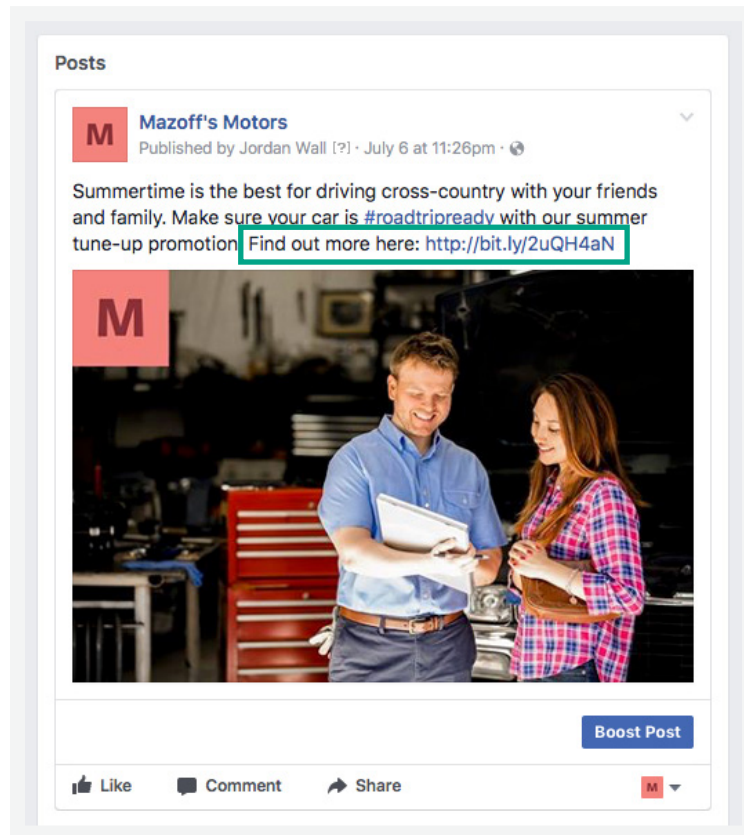 Posts
M
Mazoff's Motors
Published by Jordan Wall [?] · July 6 at 11:26pm ·
Summertime is the best for driving cross-country with your friends
and family. Make sure your car is #roadtripready with our summer
tune-up promotion. Find out more here: http://bit.ly/2uQH4aN
M
Boost Post
Like Comment Share M